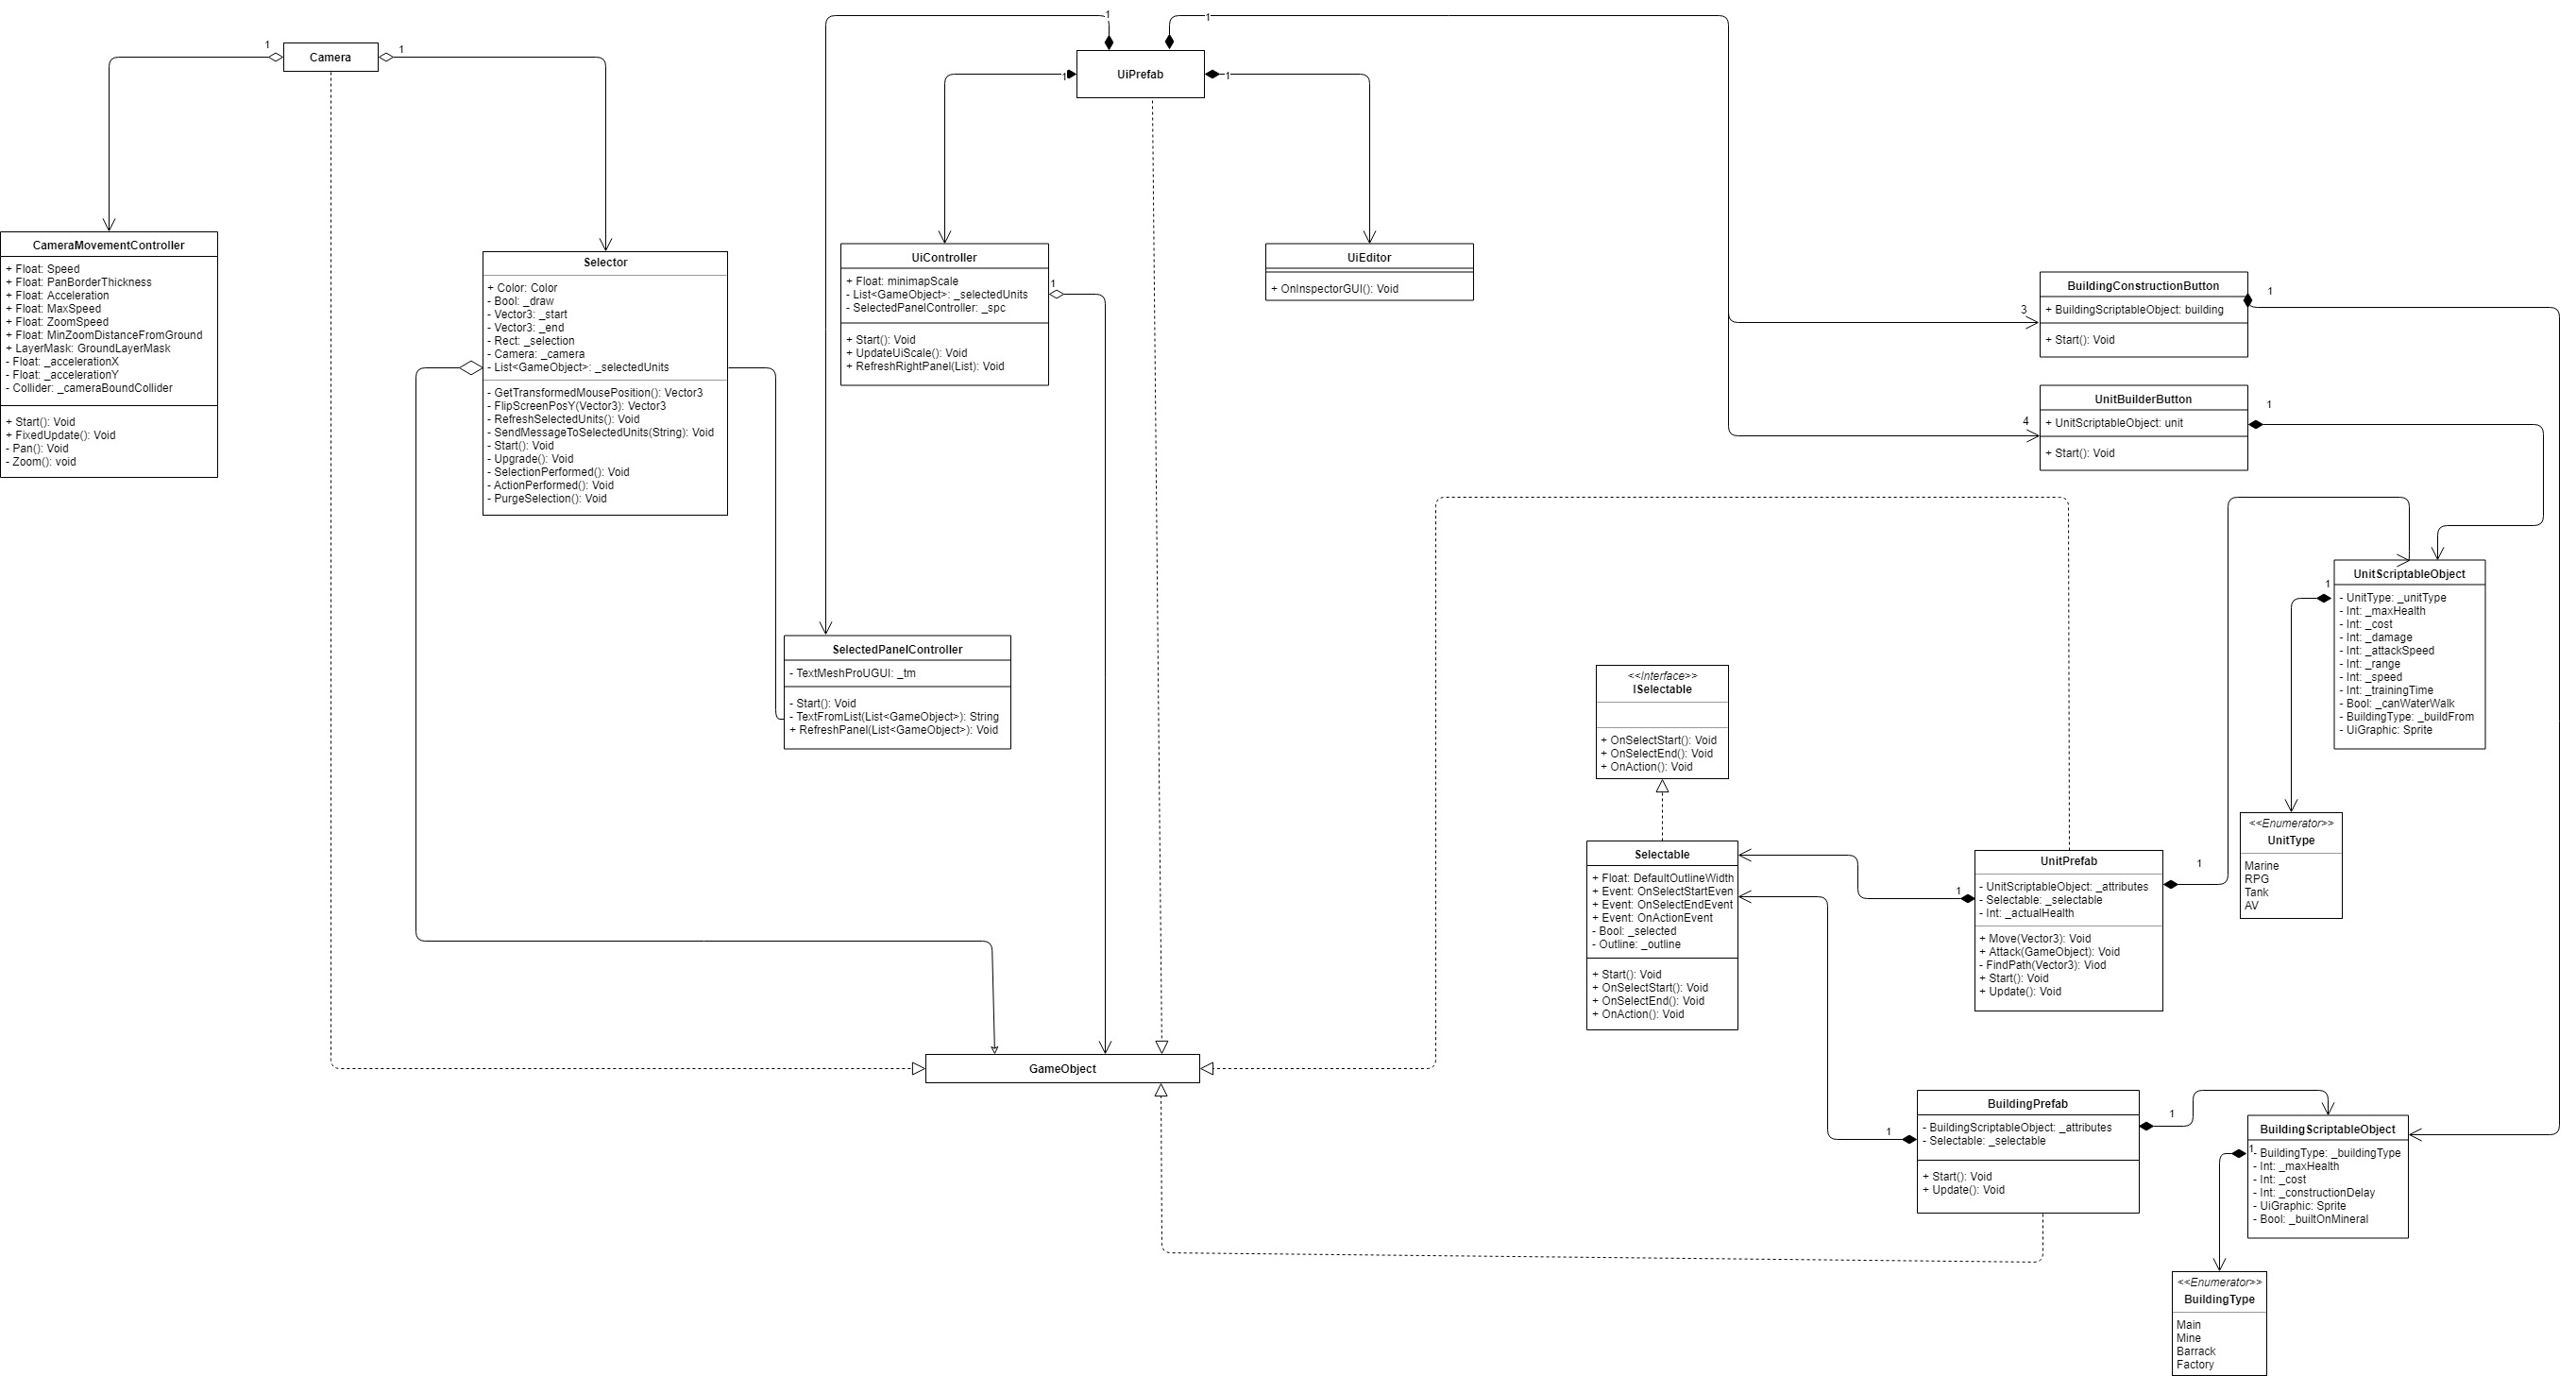 1
Camera
1
1
UiPrefab
1
1
1
CameraMovementController
+ Float: Speed
+ Float: PanBorderThickness
+ Float: Acceleration
+ Float: MaxSpeed
+ Float: ZoomSpeed
+ Float: MinZoomDistanceFromGround
+ LayerMask: GroundLayerMask
- Float: _accelerationX
- Float: _accelerationY
- Collider: _cameraBoundCollider
+ Start(): Void
+ FixedUpdate(): Void
- Pan(): Void
- Zoom(): void
Selector
+ Color: Color
- Bool: _draw
- Vector3: _start
- Vector3: _end
- Rect: _selection
- Camera: _camera
- List<GameObject>: _selectedUnits
- GetTransformedMousePosition(): Vector3
- FlipScreenPosY(Vector3): Vector3
- RefreshSelectedUnits(): Void
- SendMessageToSelectedUnits(String): Void
- Start(): Void
- Upgrade(): Void
- SelectionPerformed(): Void
- ActionPerformed(): Void
- PurgeSelection(): Void
UiController
+ Float: minimapScale
- List<GameObject>: _selectedUnits
- SelectedPanelController: _spc
+ Start(): Void
+ UpdateUiScale(): Void
+ RefreshRightPanel(List): Void
1
UiEditor
+ OnInspectorGUI(): Void
3
BuildingConstructionButton
+ BuildingScriptableObject: building
+ Start(): Void
1
4
UnitBuilderButton
+ UnitScriptableObject: unit
+ Start(): Void
1
SelectedPanelController
- TextMeshProUGUI: _tm
- Start(): Void
- TextFromList(List<GameObject>): String
+ RefreshPanel(List<GameObject>): Void
<<Interface>>
ISelectable
+ OnSelectStart(): Void
+ OnSelectEnd(): Void
+ OnAction(): Void
1
UnitScriptableObject
- UnitType: _unitType
- Int: _maxHealth
- Int: _cost
- Int: _damage
- Int: _attackSpeed
- Int: _range
- Int: _speed
- Int: _trainingTime
- Bool: _canWaterWalk
- BuildingType: _buildFrom
- UiGraphic: Sprite
<<Enumerator>>
UnitType
Marine
RPG
Tank
AV
Selectable
+ Float: DefaultOutlineWidth
+ Event: OnSelectStartEven
+ Event: OnSelectEndEvent
+ Event: OnActionEvent
- Bool: _selected
- Outline: _outline
+ Start(): Void
+ OnSelectStart(): Void
+ OnSelectEnd(): Void
+ OnAction(): Void
1
UnitPrefab
- UnitScriptableObject: _attributes
- Selectable: _selectable
- Int: _actualHealth
+ Move(Vector3): Void
+ Attack(GameObject): Void
- FindPath(Vector3): Viod
+ Start(): Void
+ Update(): Void
1
GameObject
1
BuildingPrefab
- BuildingScriptableObject: _attributes
- Selectable: _selectable
+ Start(): Void
+ Update(): Void
1
BuildingScriptableObject
1
- BuildingType: _buildingType
- Int: _maxHealth
- Int: _cost
- Int: _constructionDelay
- UiGraphic: Sprite
- Bool: _builtOnMineral
<<Enumerator>>
BuildingType
Main
Mine
Barrack
Factory